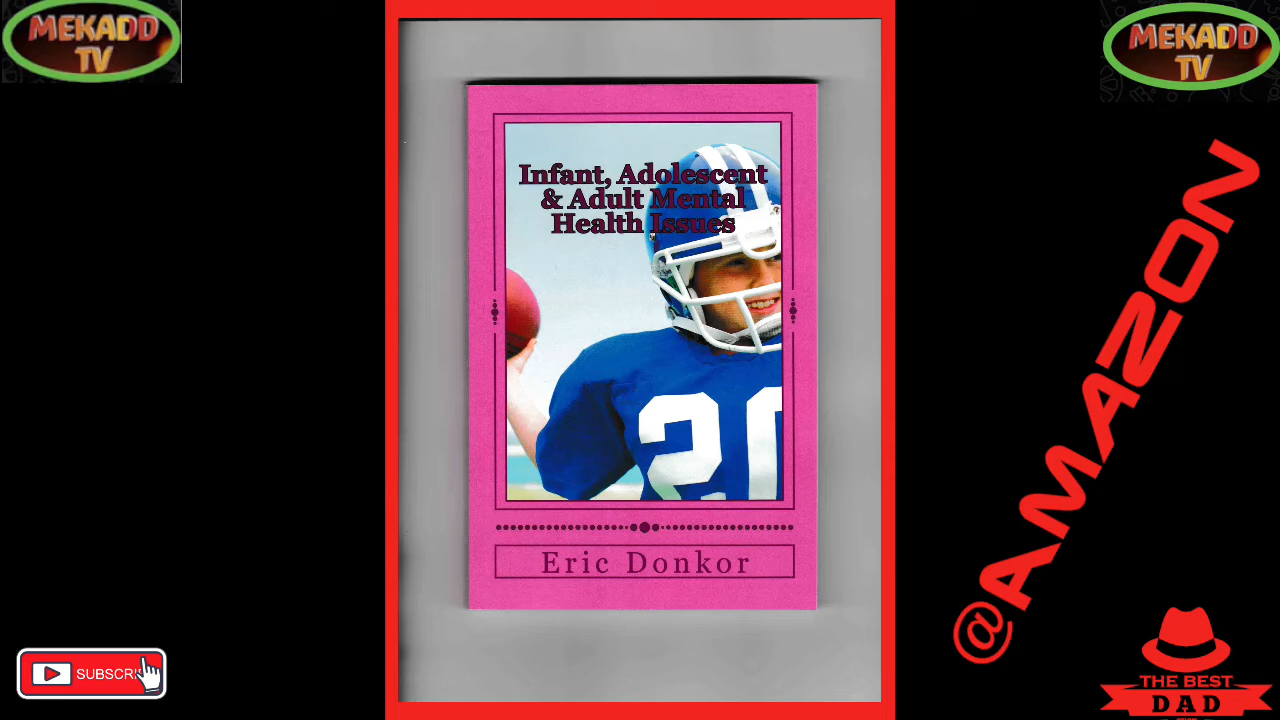 MEKADD
TV
MEKADD
TV
Infant, Adolescent
& Adult Mental
Health Issues
20
Eric Donkor
@AMAZON
SUBSCRI
THE BEST
DAD